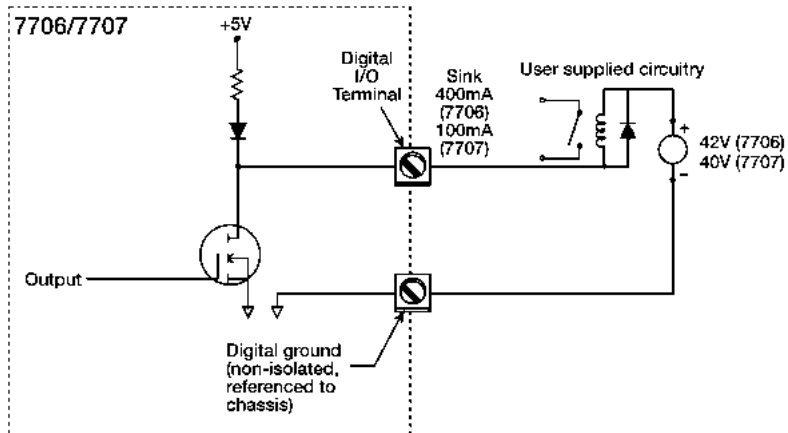 7706/7707
+5V
Digital
I/O
Terminal
Sink
400mA
(7706)
100mA
(7707)
User supplied circuitry
+
42V (7706)
40V (7707)
-
Output
Digital ground
(non-isolated,
referenced to
chassis)